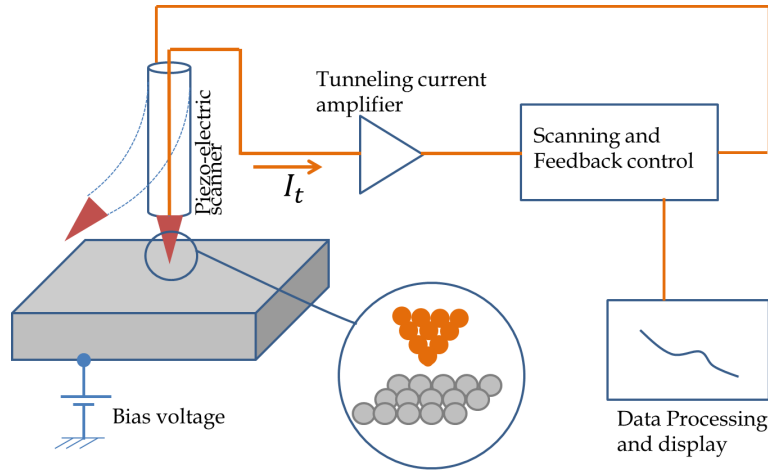 Tunneling current
amplifier
Scanning and
Feedback control
Piezo-electric
scanner
I_t
Bias voltage
Data Processing
and display